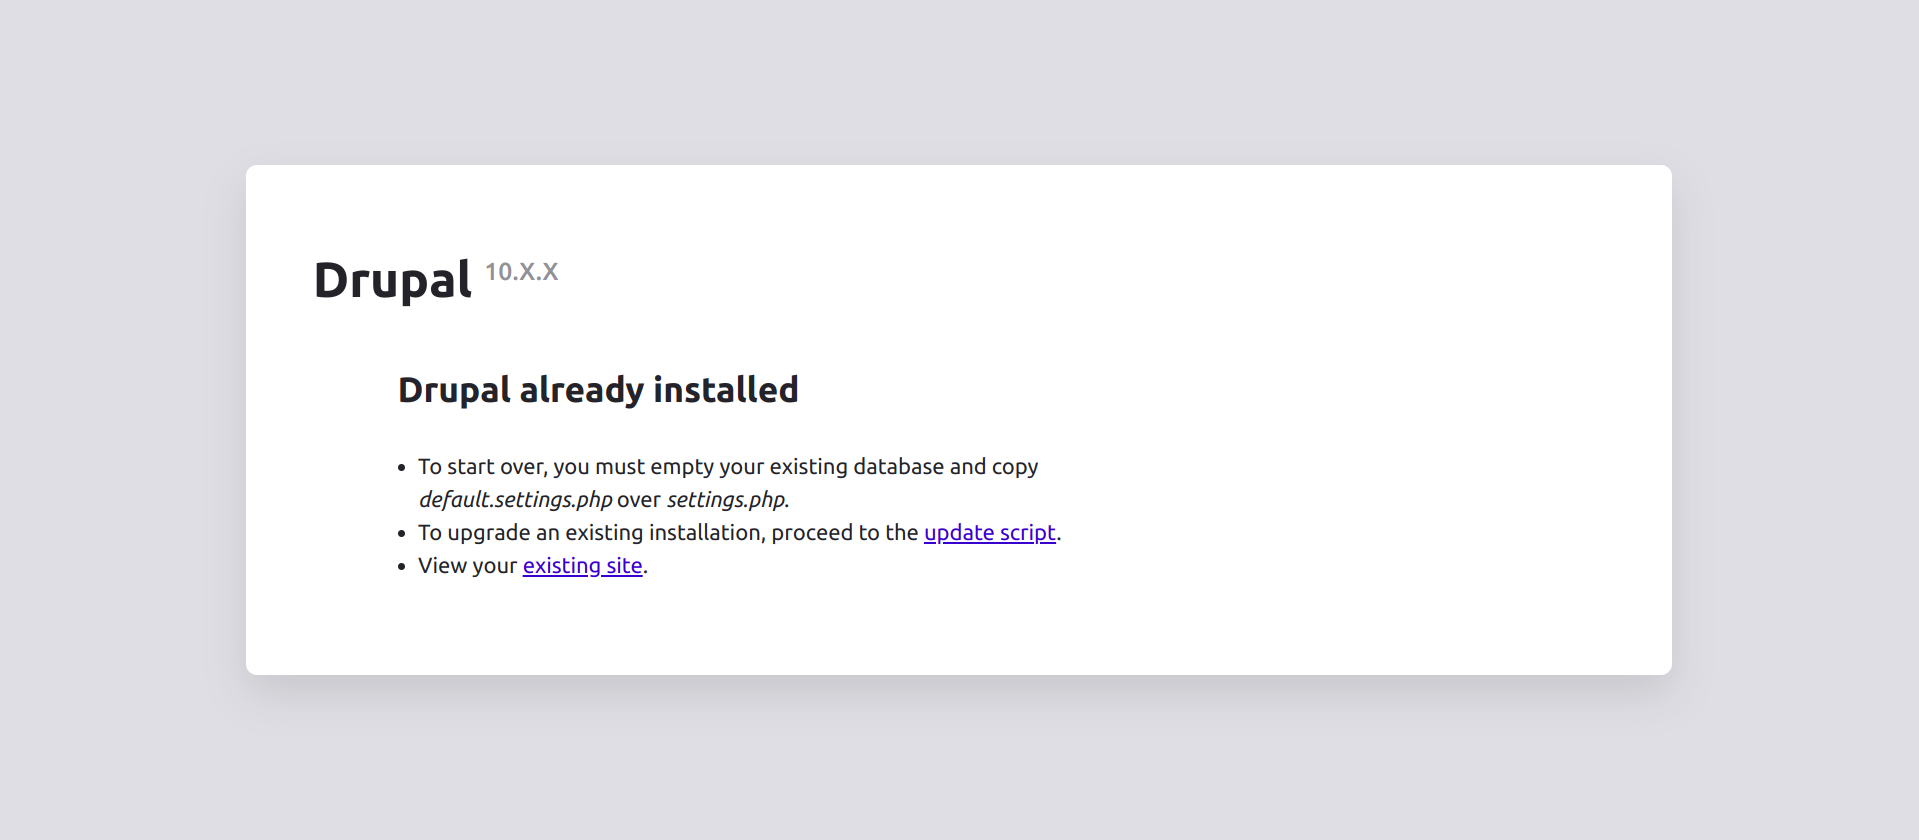 Drupal 10.X.X
Drupal already installed
• To start over, you must empty your existing database and copy
default.settings.php over settings.php.
• To upgrade an existing installation, proceed to the update script.
• View your existing site.